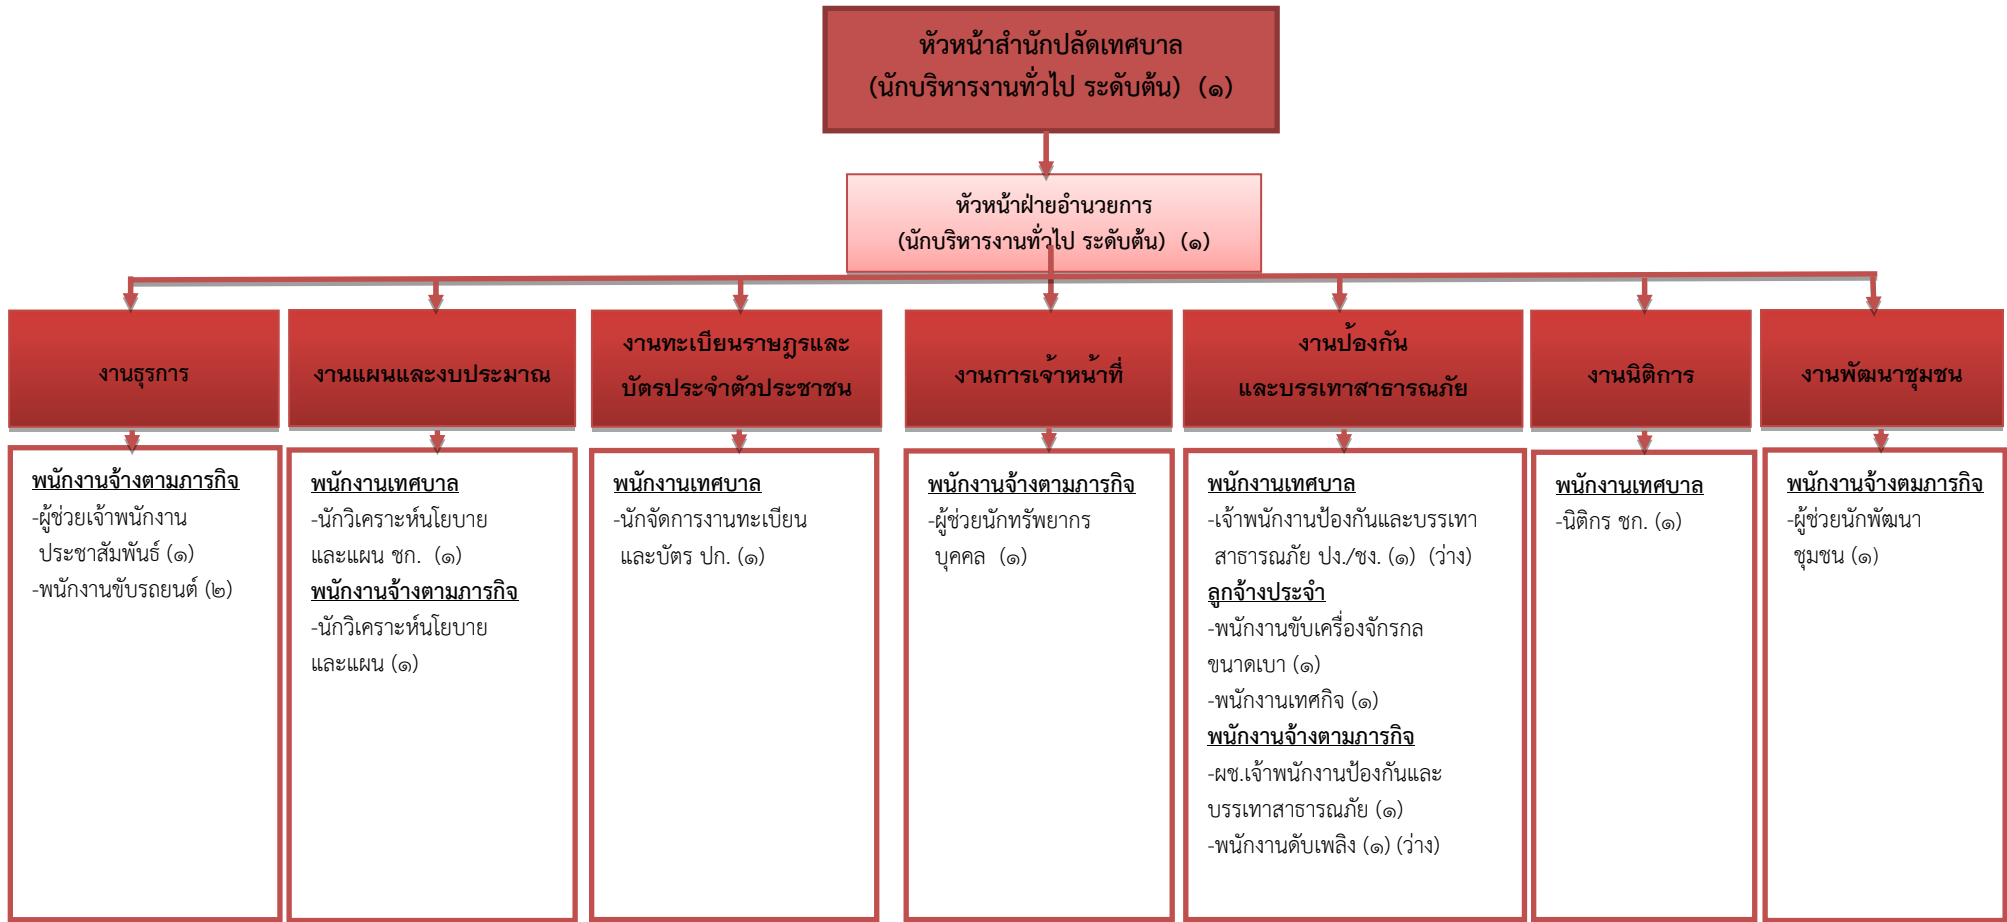 หัวหน้าสำนักปลัดเทศบาล
(นักบริหารงานทั่วไป ระดับต้น) (๑)
หัวหน้าฝ่ายอำนวยการ
(นักบริหารงานทั่วไป ระดับต้น) (๑)
งานธุรการ
พนักงานจ้างตามภารกิจ
-ผู้ช่วยเจ้าพนักงาน
ประชาสัมพันธ์ (๑)
-พนักงานขับรถยนต์ (๒)
งานแผนและงบประมาณ
พนักงานเทศบาล
-นักวิเคราะห์นโยบาย
และแผน ชก. (๑)
พนักงานจ้างตามภารกิจ
-นักวิเคราะห์นโยบาย
และแผน (๑)
งานทะเบียนราษฎรและ
บัตรประจำตัวประชาชน
พนักงานเทศบาล
-นักจัดการงานทะเบียน
และบัตร ปก. (๑)
งานการเจ้าหน้าที่
พนักงานจ้างตามภารกิจ
-ผู้ช่วยนักทรัพยากร
บุคคล (๑)
งานป้องกัน
และบรรเทาสาธารณภัย
พนักงานเทศบาล
-เจ้าพนักงานป้องกันและบรรเทา
สาธารณภัย ปง./ชง. (๑) (ว่าง)
ลูกจ้างประจำ
-พนักงานขับเครื่องจักรกล
ขนาดเบา (๑)
-พนักงานเทศกิจ (๑)
พนักงานจ้างตามภารกิจ
-ผช.เจ้าพนักงานป้องกันและ
บรรเทาสาธารณภัย (๑)
-พนักงานดับเพลิง (๑) (ว่าง)
งานนิติการ
พนักงานเทศบาล
-นิติกร ชก. (๑)
งานพัฒนาชุมชน
พนักงานจ้างตมภารกิจ
-ผู้ช่วยนักพัฒนา
ชุมชน (๑)